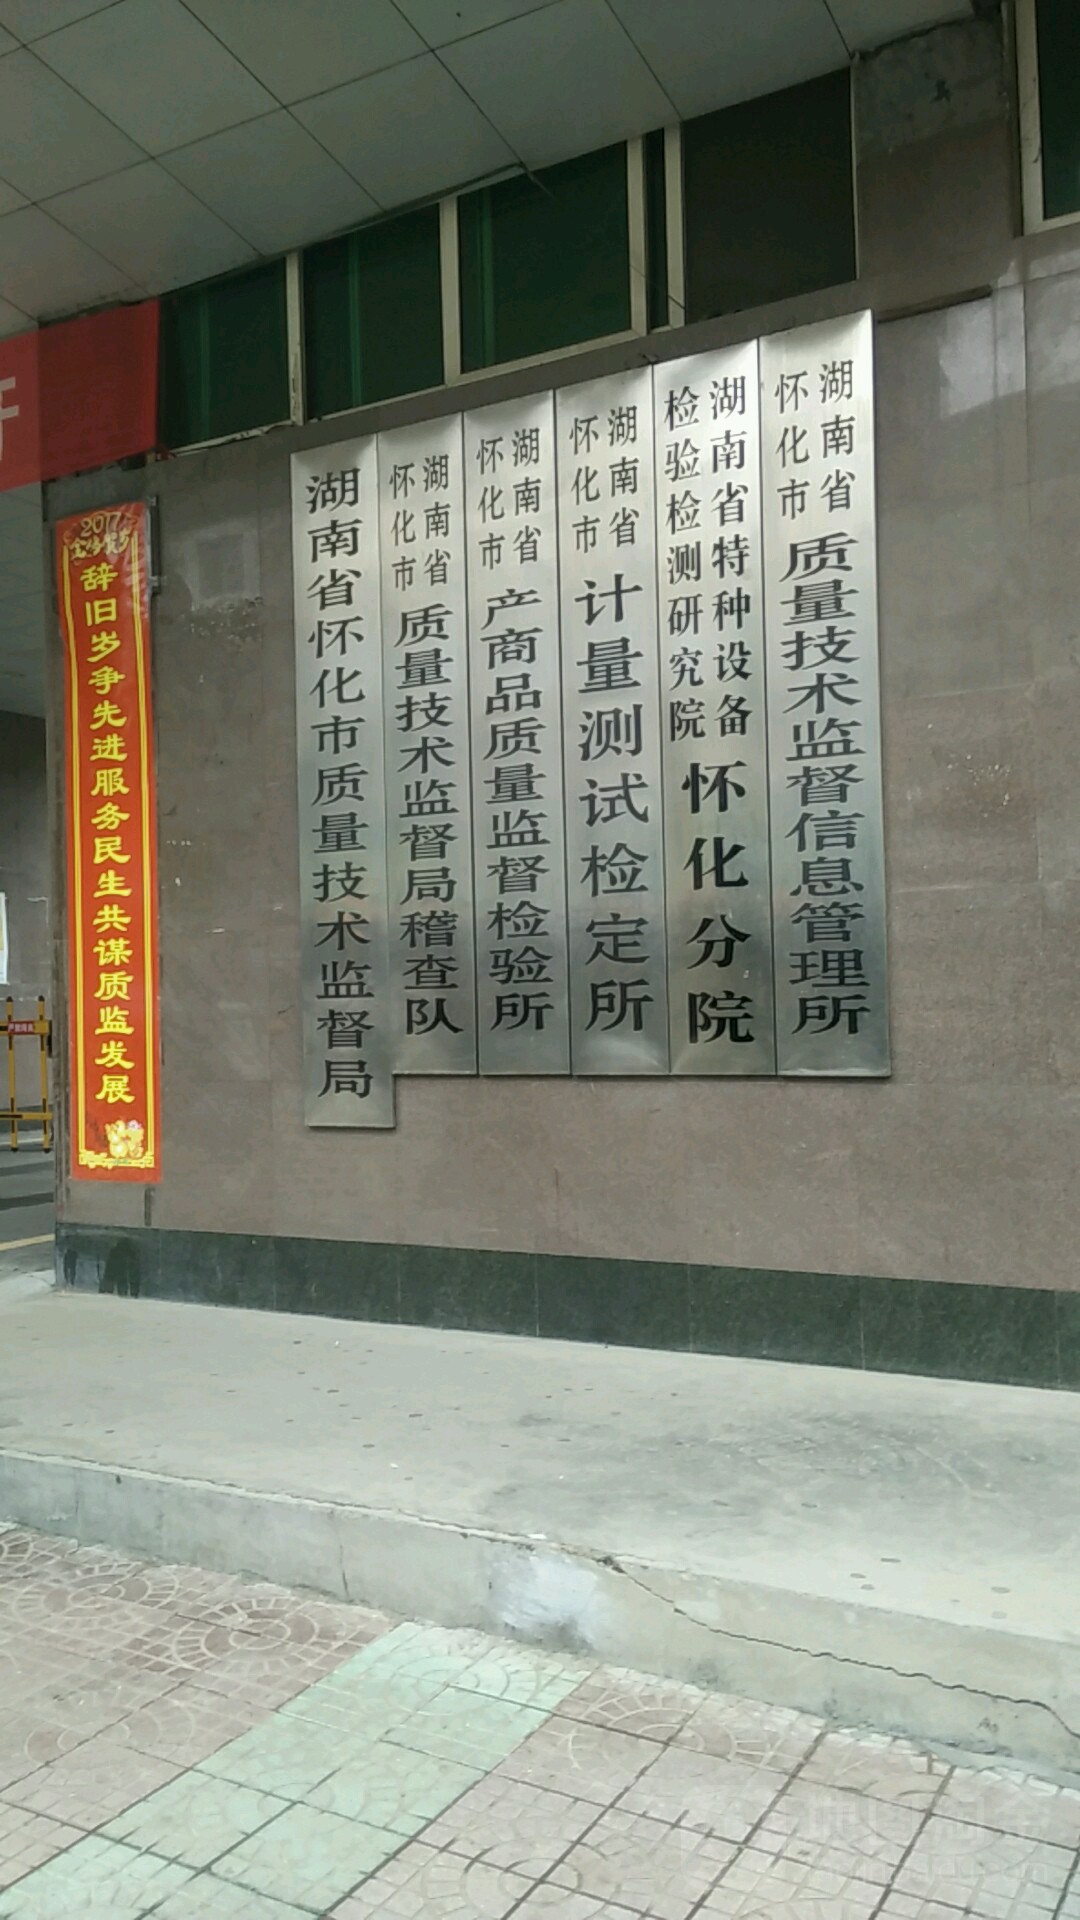 2017
辞旧岁争先进服务民生共谋质监发展
湖南省怀化市质量技术监督局
湖南省
怀化市
质量技术监督局稽查队
湖南省
怀化市
产商品质量监督检验所
湖南省
怀化市
计量测试检定所
湖南省特种设备
检验检测研究院
怀化分院
湖南省
怀化市
质量技术监督信息管理所